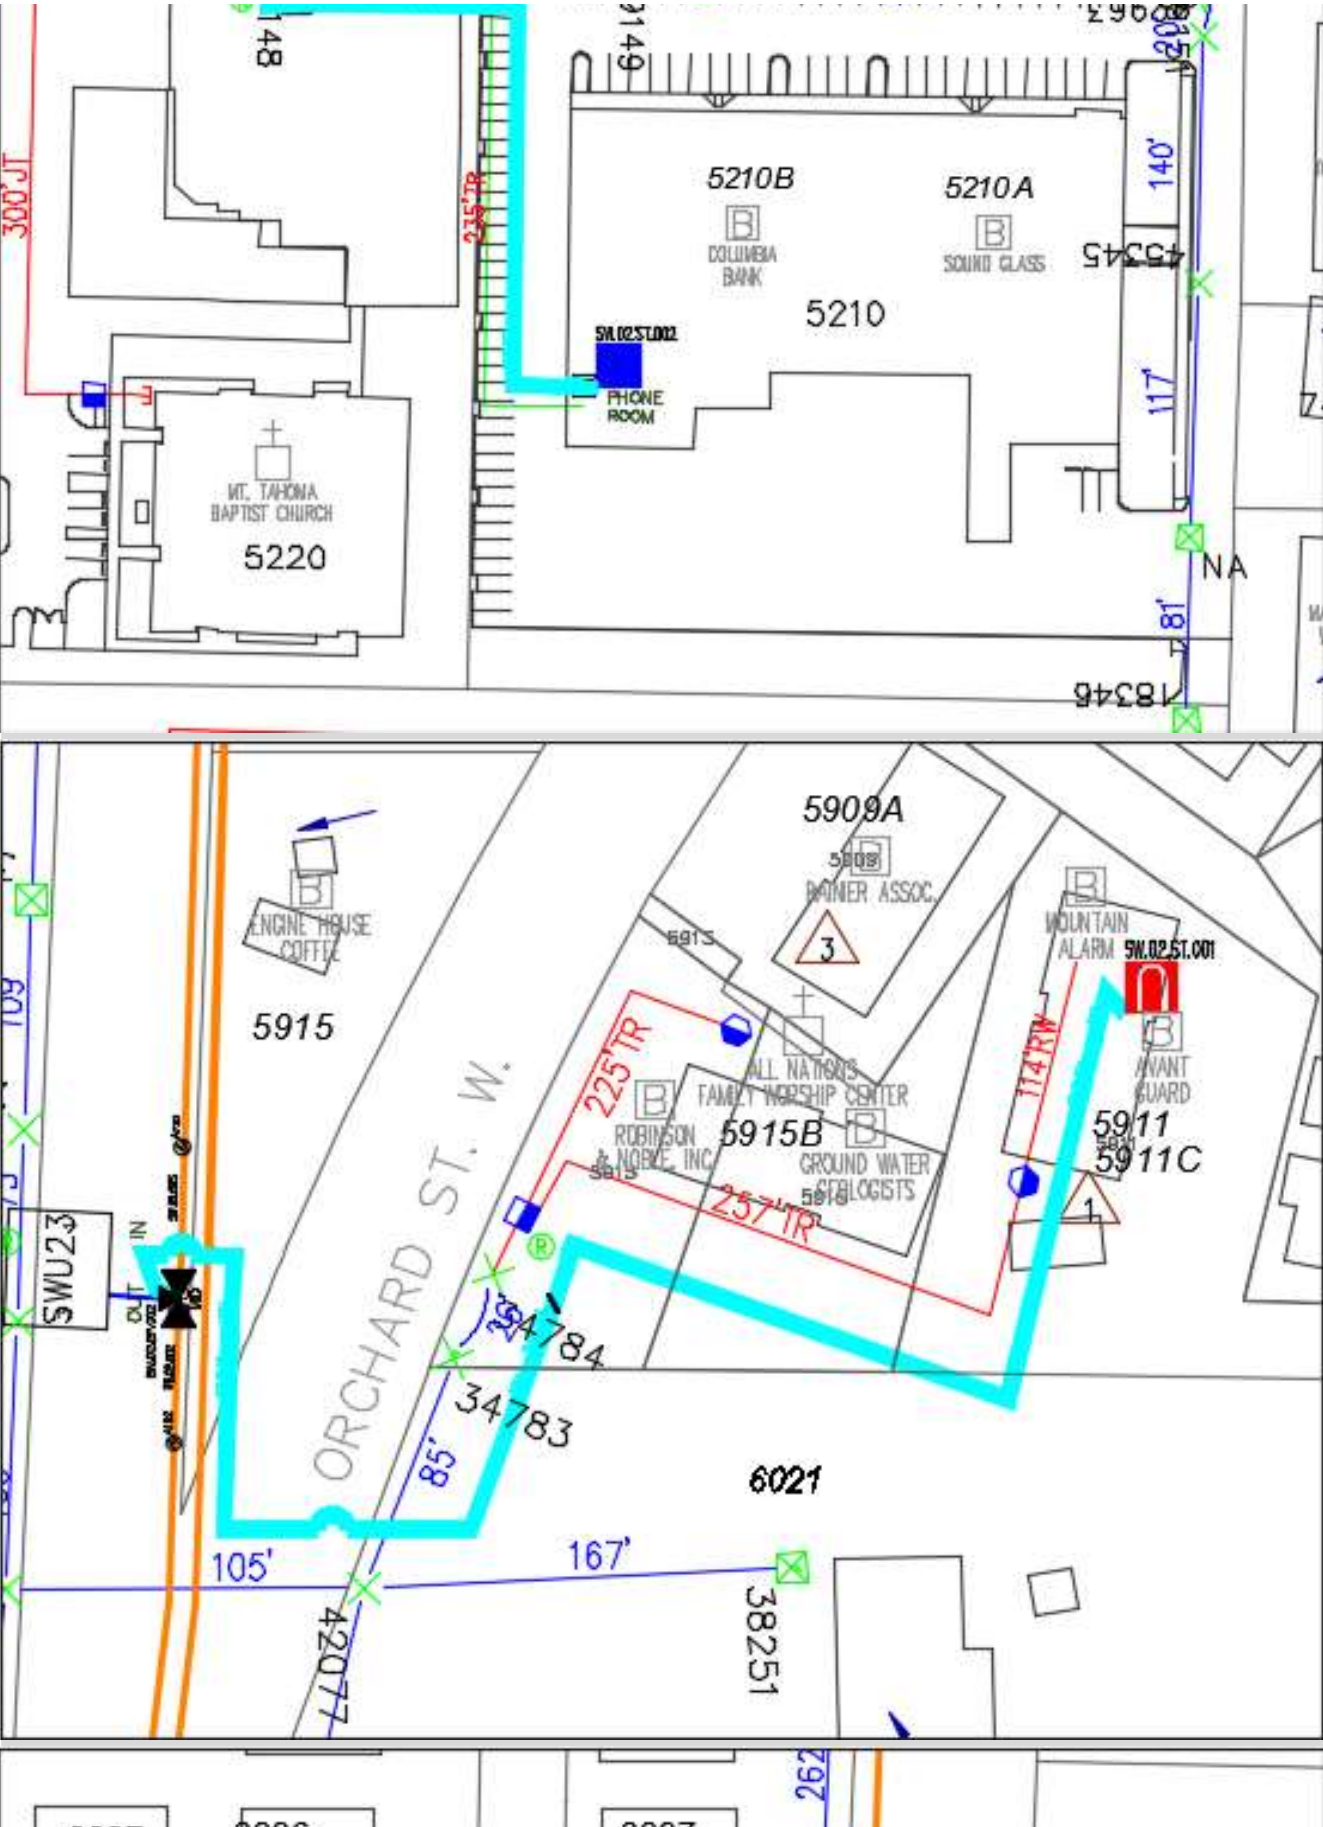 148
9149
300'JT
235'TR
5210B
B
COLUMBIA
BANK
5210A
B
SOUND GLASS
5210
140'
45345
117'
SW.02.ST.002
PHONE
ROOM
MT. TAHOMA
BAPTIST CHURCH
5220
NA
81'
18346
5909A
5909
B
RAINIER ASSOC.
3
B
ENGINE HOUSE
COFFEE
5915
109
5913
B
MOUNTAIN
ALARM
SW.02.ST.001
B
AVANT
GUARD
114'RW
225'TR
ALL NATIONS
FAMILY WORSHIP CENTER
B
ROBINSON
& NOBLE, INC
5915B
B
GROUND WATER
GEOLOGISTS
5911
5911C
1
257'TR
ORCHARD ST. W.
SWU23
IN
OUT
R
34784
34783
85'
6021
105'
167'
42077
38251
262